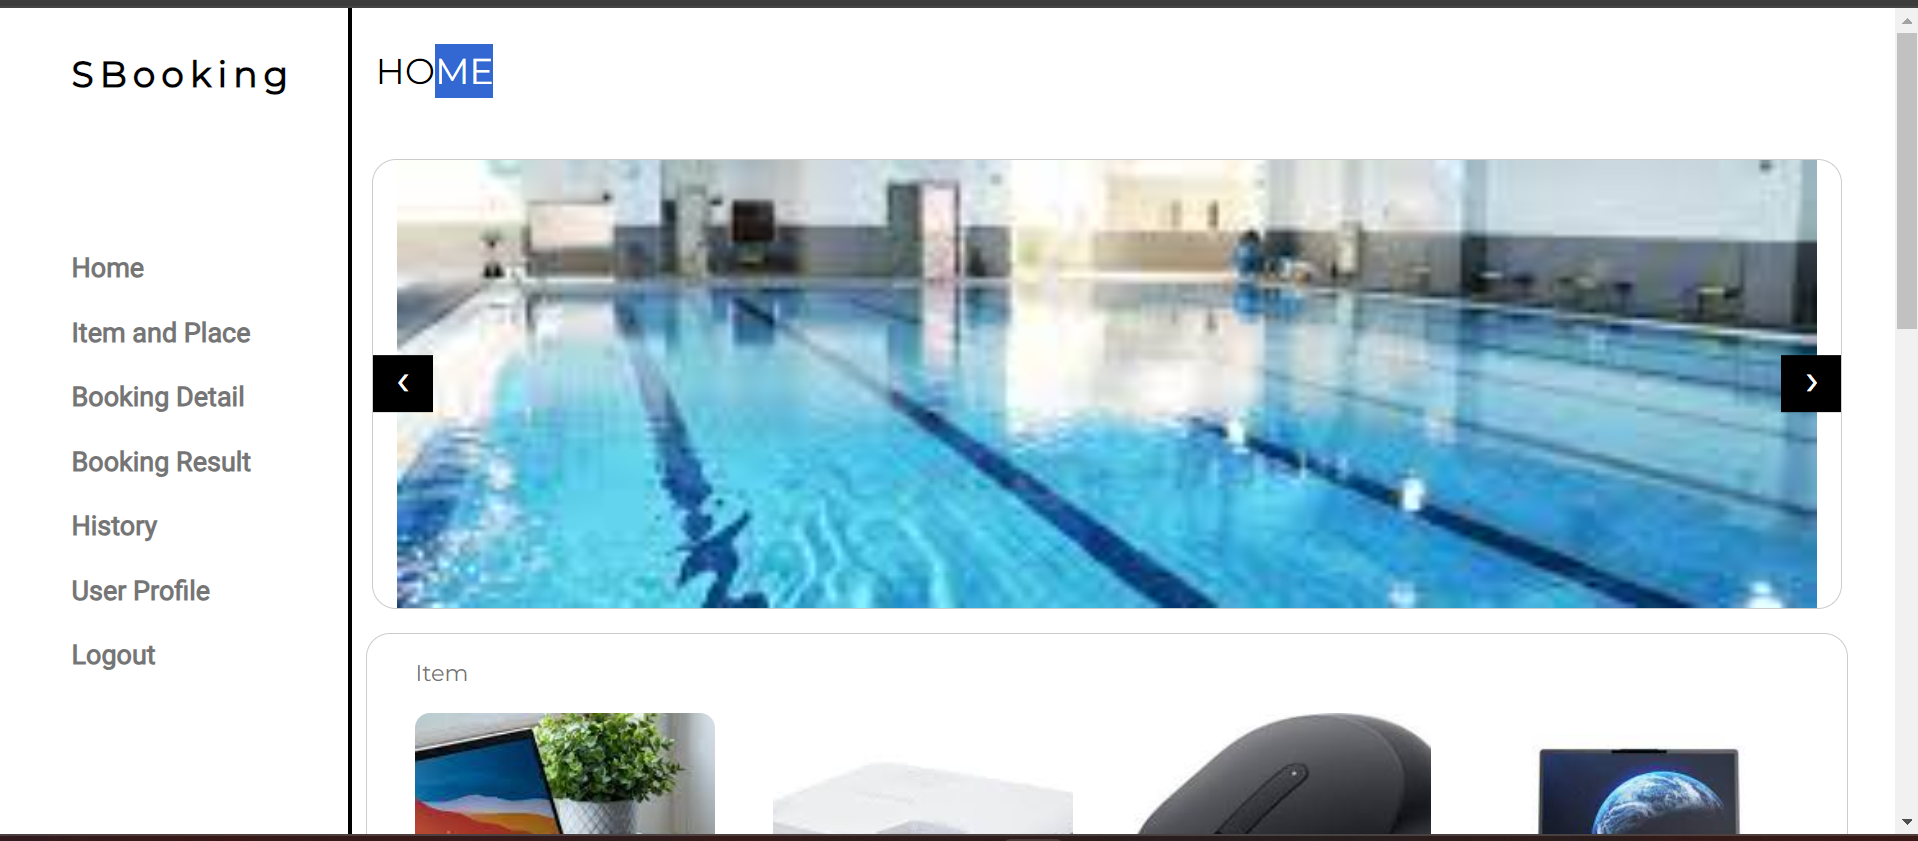 SBooking
Home
Item and Place
Booking Detail
Booking Result
History
User Profile
Logout
HOME
‹
›
Item